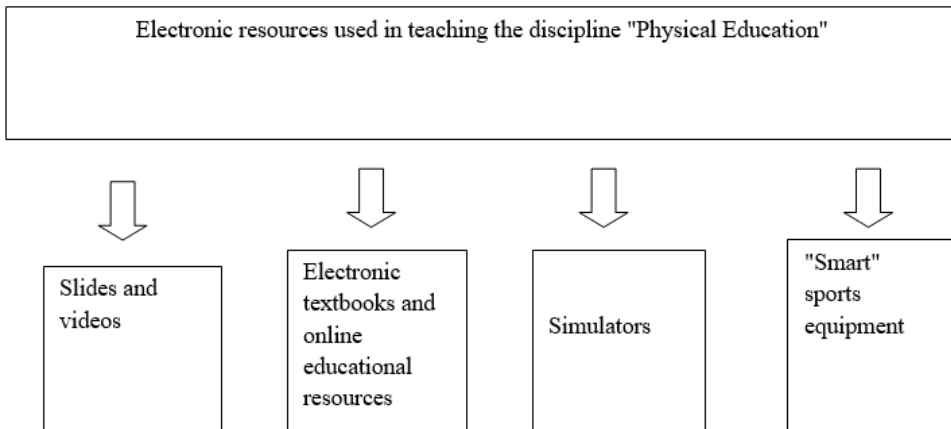 Electronic resources used in teaching the discipline "Physical Education"
Slides and
videos
Electronic
textbooks and
online
educational
resources
Simulators
"Smart"
sports
equipment